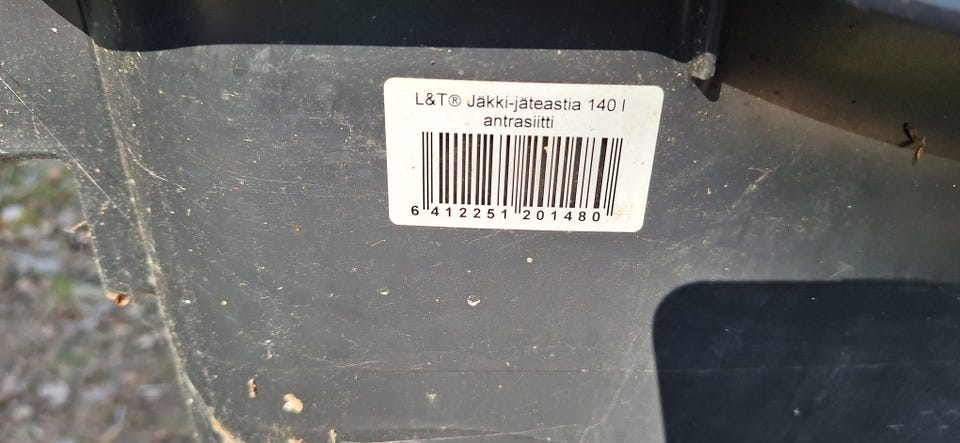 L&T® Jäkki-jäteastia 140 l
antrasiitti
6 412251 201480